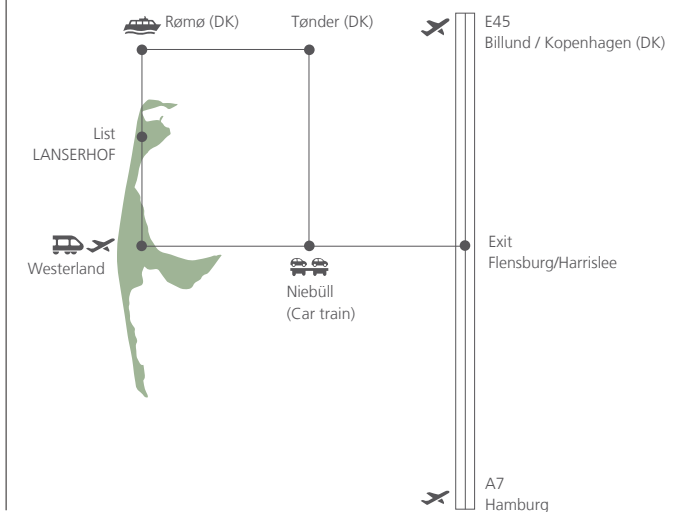 Rømø (DK)
Tønder (DK)
E45
Billund / Kopenhagen (DK)
List
LANSERHOF
Westerland
Exit
Flensburg/Harrislee
Niebüll
(Car train)
A7
Hamburg